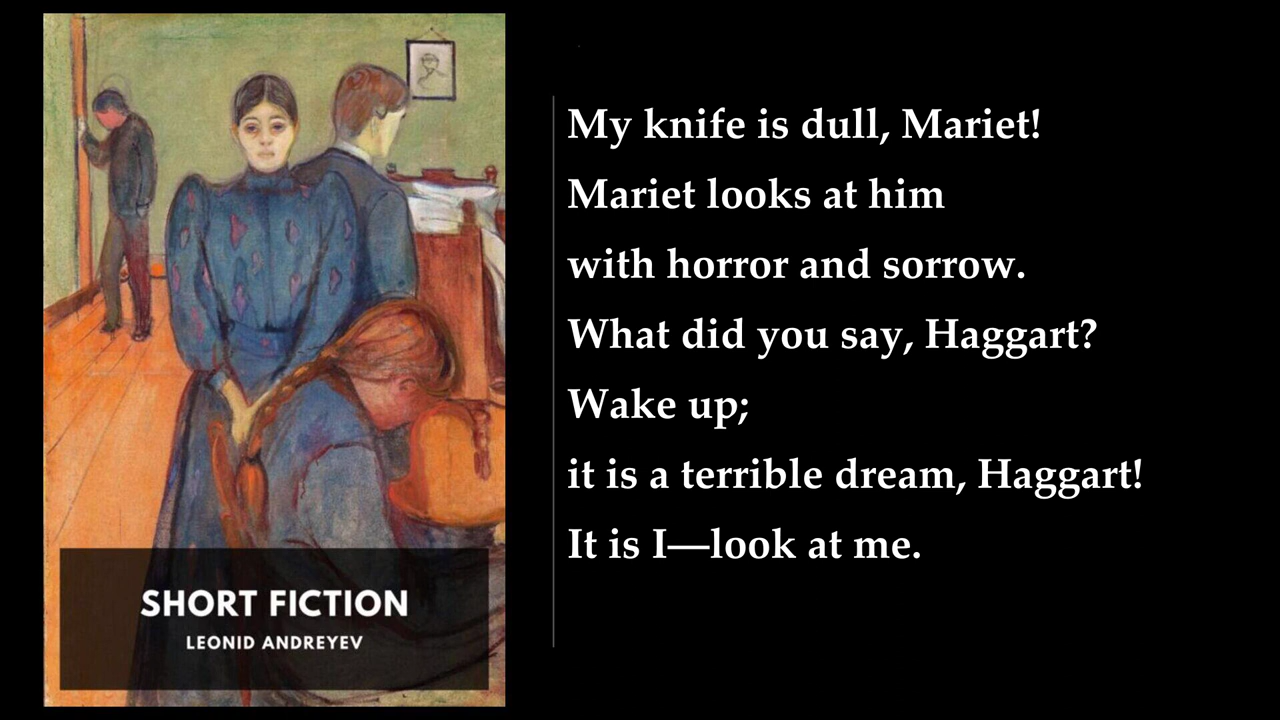 SHORT FICTION
LEONID ANDREYEV
My knife is dull, Mariet!
Mariet looks at him
with horror and sorrow.
What did you say, Haggart?
Wake up;
it is a terrible dream, Haggart!
It is I—look at me.